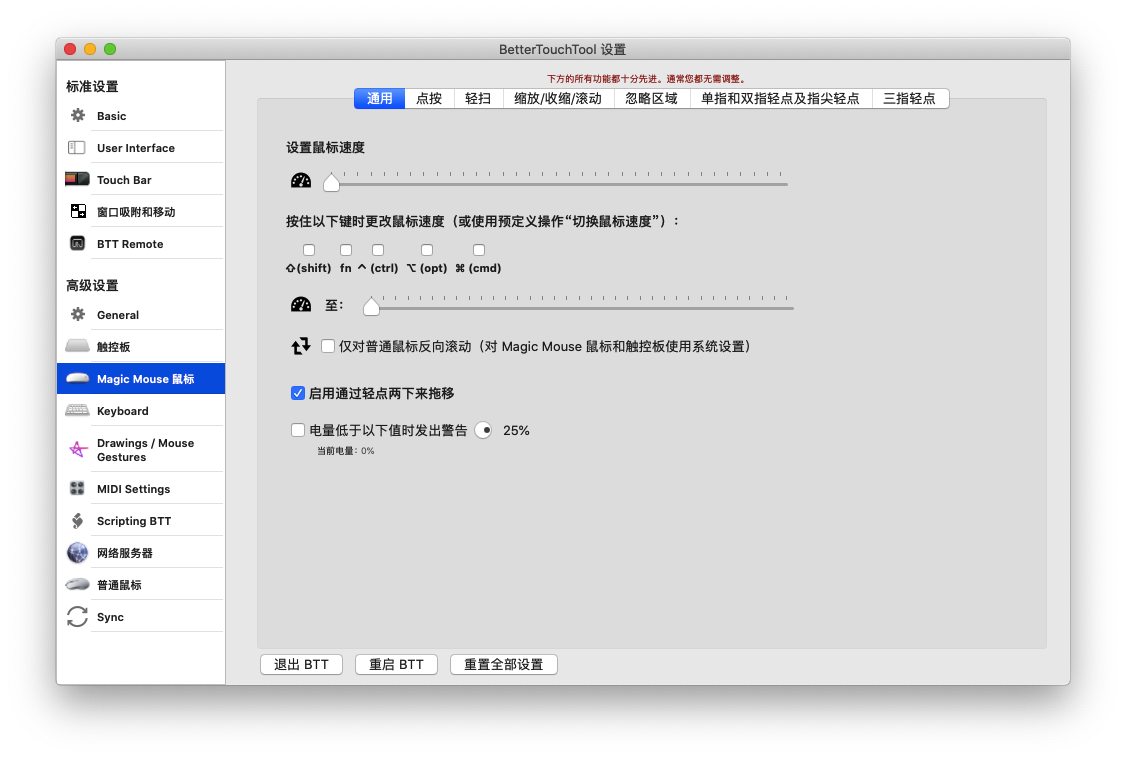 BetterTouchTool 设置
标准设置
Basic
User Interface
Touch Bar
窗口吸附和移动
BTT Remote
高级设置
General
触控板
Magic Mouse 鼠标
Keyboard
Drawings / Mouse
Gestures
MIDI Settings
Scripting BTT
网络服务器
普通鼠标
Sync
下方的所有功能都十分先进。通常您都无需调整。
通用 点按 轻扫 缩放/收缩/滚动 忽略区域 单指和双指轻点及指尖轻点 三指轻点
设置鼠标速度
按住以下键时更改鼠标速度（或使用预定义操作“切换鼠标速度”）:
⇧(shift) fn ^ (ctrl) ⌥ (opt) ⌘ (cmd)
至:
仅对普通鼠标反向滚动（对 Magic Mouse 鼠标和触控板使用系统设置）
启用通过轻点两下来拖移
电量低于以下值时发出警告 25%
当前电量: 0%
退出 BTT 重启 BTT 重置全部设置